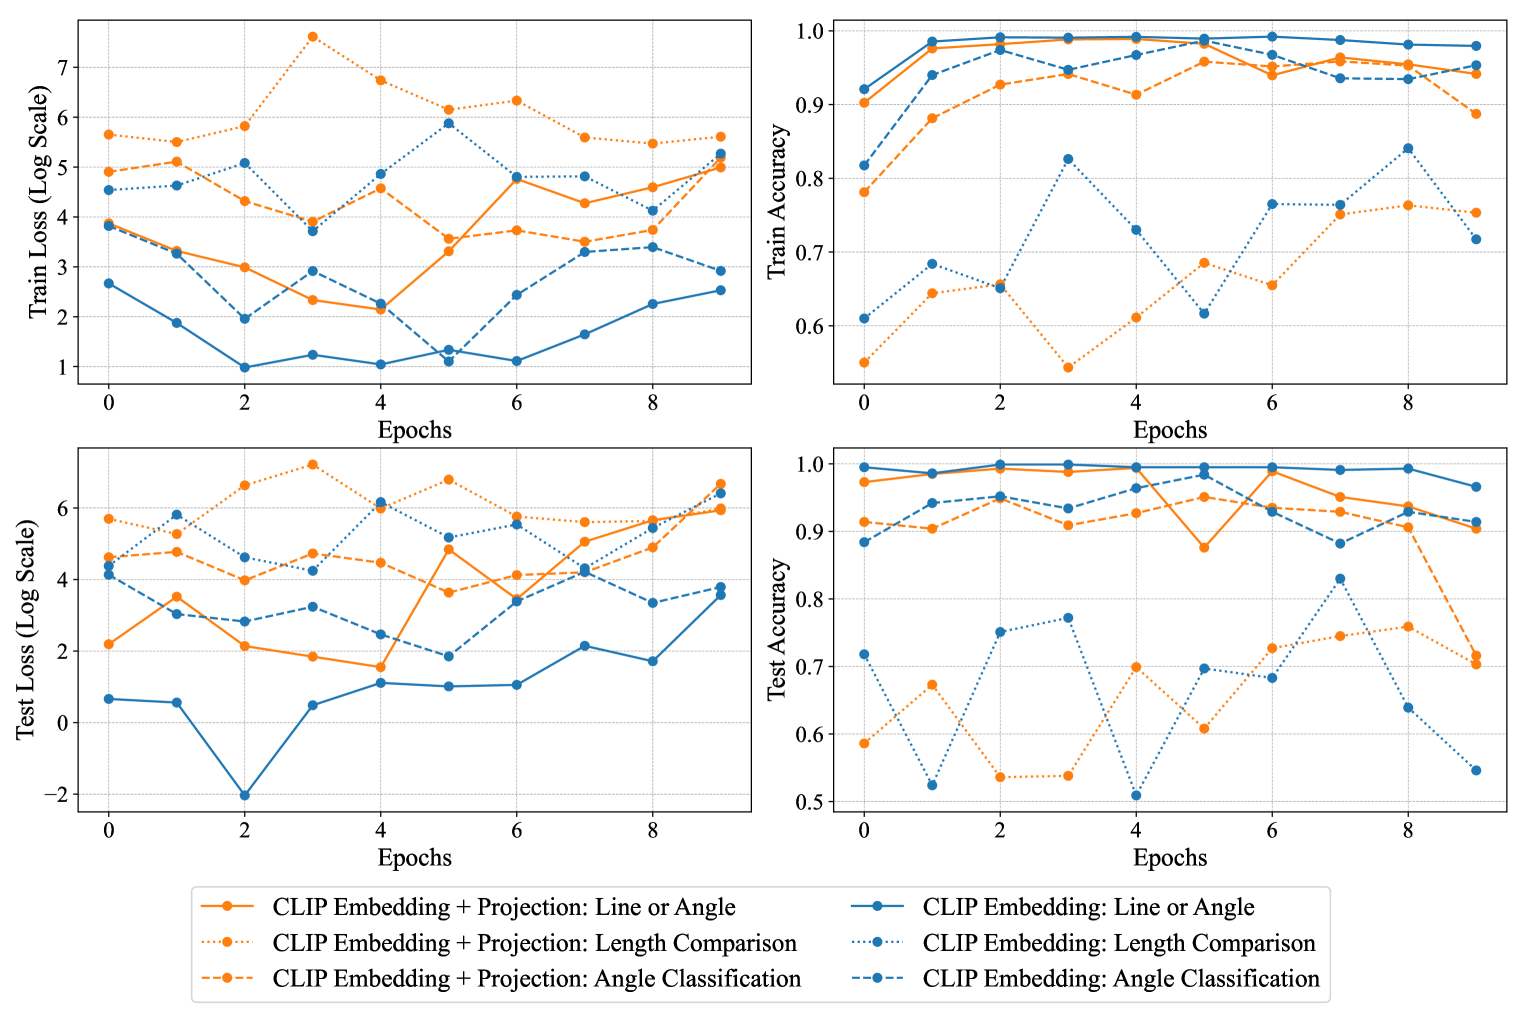 Train Loss (Log Scale)
7
6
5
4
3
2
1
0 2 4 6 8
Epochs
Train Accuracy
1.0
0.9
0.8
0.7
0.6
0 2 4 6 8
Epochs
Test Loss (Log Scale)
6
4
2
0
−2
0 2 4 6 8
Epochs
Test Accuracy
1.0
0.9
0.8
0.7
0.6
0.5
0 2 4 6 8
Epochs
CLIP Embedding + Projection: Line or Angle
CLIP Embedding + Projection: Length Comparison
CLIP Embedding + Projection: Angle Classification
CLIP Embedding: Line or Angle
CLIP Embedding: Length Comparison
CLIP Embedding: Angle Classification